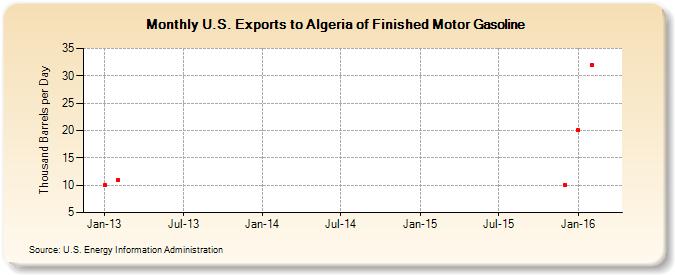 Monthly U.S. Exports to Algeria of Finished Motor Gasoline
Thousand Barrels per Day
35
30
25
20
15
10
5
Jan-13 Jul-13 Jan-14 Jul-14 Jan-15 Jul-15 Jan-16
Source: U.S. Energy Information Administration